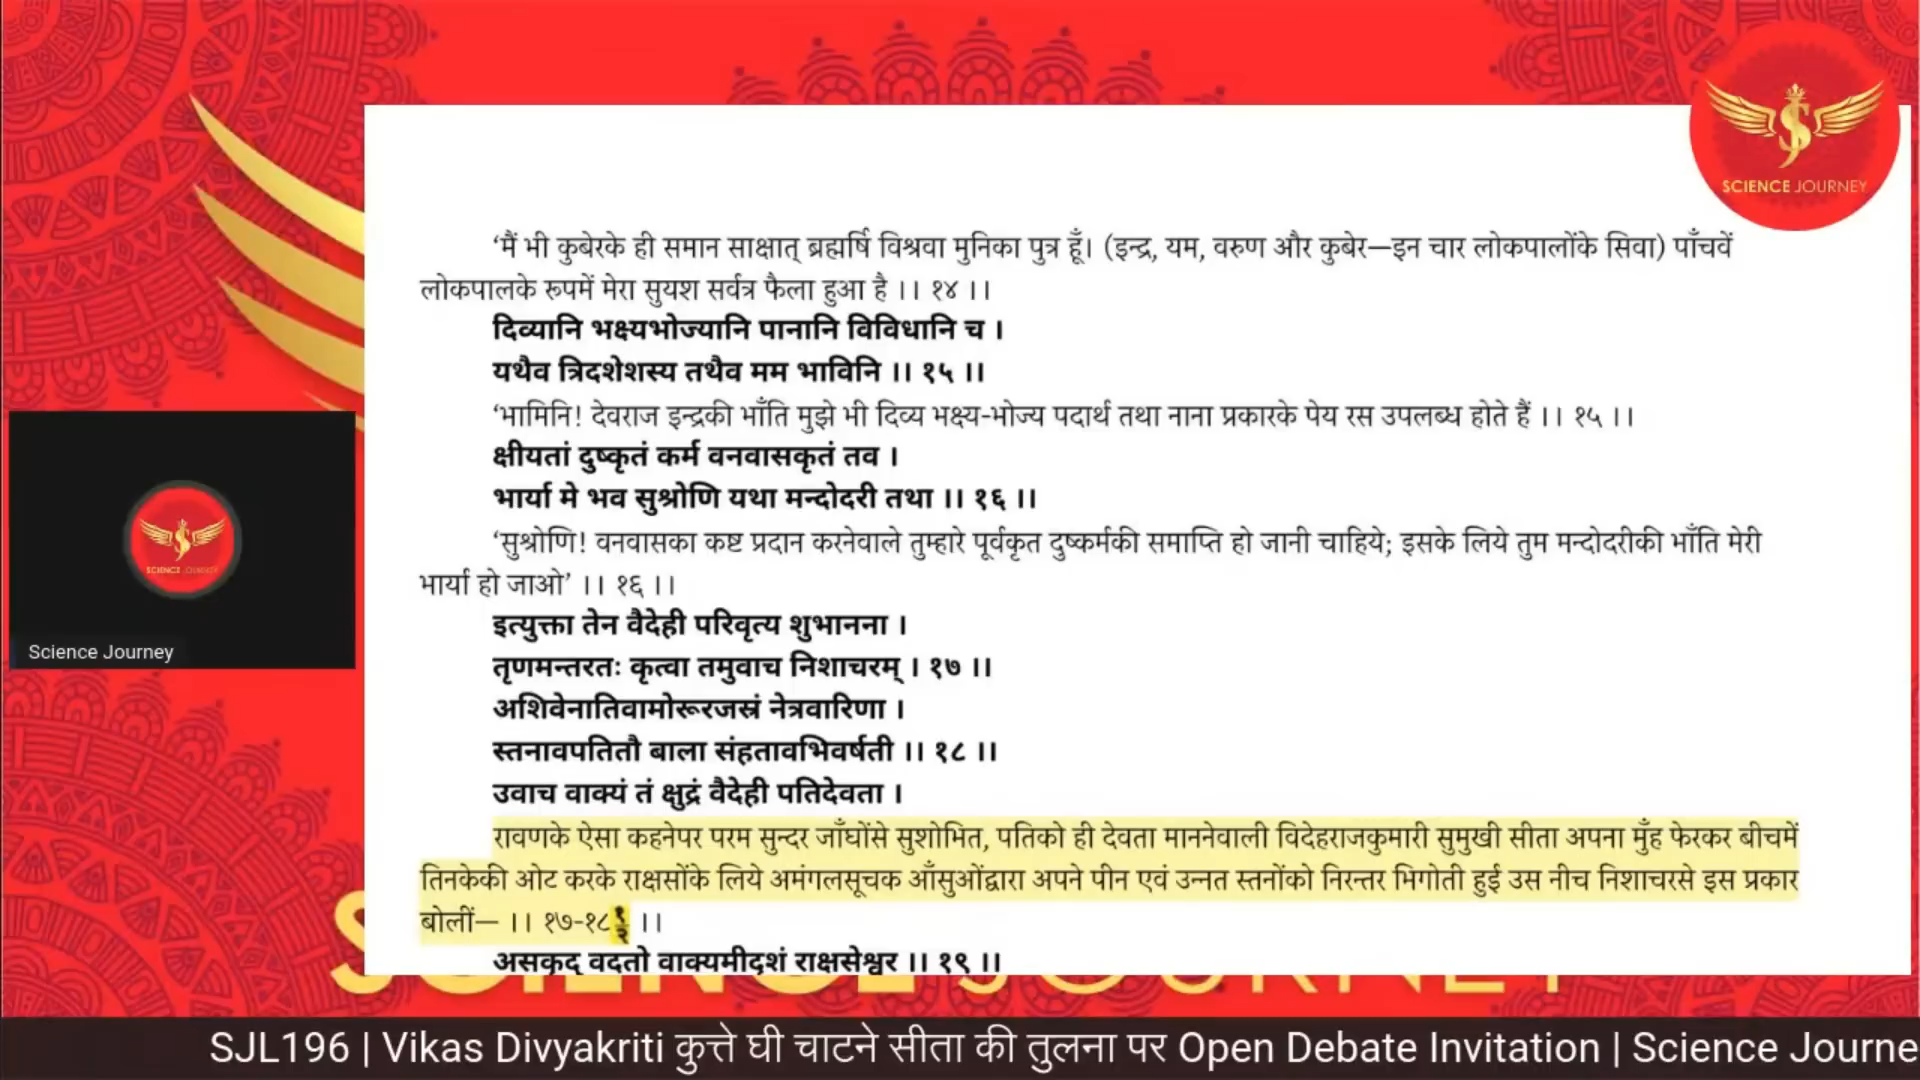 SCIENCE JOURNEY
‘मैं भी कुबेरके ही समान साक्षात् ब्रह्मर्षि विश्रवा मुनिका पुत्र हूँ। (इन्द्र, यम, वरुण और कुबेर—इन चार लोकपालोंके सिवा) पाँचवें
लोकपालके रूपमें मेरा सुयश सर्वत्र फैला हुआ है ।। १४ ।।
दिव्यानि भक्ष्यभोज्यानि पानानि विविधानि च ।
यथैव त्रिदशेशस्य तथैव मम भाविनि ।। १५ ।।
‘भामिनि! देवराज इन्द्रकी भाँति मुझे भी दिव्य भक्ष्य-भोज्य पदार्थ तथा नाना प्रकारके पेय रस उपलब्ध होते हैं ।। १५ ।।
क्षीयतां दुष्कृतं कर्म वनवासकृतं तव ।
भार्या मे भव सुश्रोणि यथा मन्दोदरी तथा ।। १६ ।।
‘सुश्रोणि! वनवासका कष्ट प्रदान करनेवाले तुम्हारे पूर्वकृत दुष्कर्मकी समाप्ति हो जानी चाहिये; इसके लिये तुम मन्दोदरीकी भाँति मेरी
भार्या हो जाओ’ ।। १६ ।।
इत्युक्ता तेन वैदेही परिवृत्य शुभानना ।
तृणमन्तरतः कृत्वा तमुवाच निशाचरम् । १७ ।।
अशिवेनातिवामोरूरजस्रं नेत्रवारिणा ।
स्तनावपतितौ बाला संहतावभिवर्षती ।। १८ ।।
उवाच वाक्यं तं क्षुद्रं वैदेही पतिदेवता ।
रावणके ऐसा कहनेपर परम सुन्दर जाँघोंसे सुशोभित, पतिको ही देवता माननेवाली विदेहराजकुमारी सुमुखी सीता अपना मुँह फेरकर बीचमें
तिनकेकी ओट करके राक्षसोंके लिये अमंगलसूचक आँसुओंद्वारा अपने पीन एवं उन्नत स्तनोंको निरन्तर भिगोती हुई उस नीच निशाचरसे इस प्रकार
बोलीं— ।। १७-१८ १/२ ।।
असकृद् वदतो वाक्यमीदृशं राक्षसेश्वर ।। १९ ।।
SCIENCE JOURNEY
Science Journey
SCIENCE JOURNEY
SJL196 | Vikas Divyakriti कुत्ते घी चाटने सीता की तुलना पर Open Debate Invitation | Science Journe